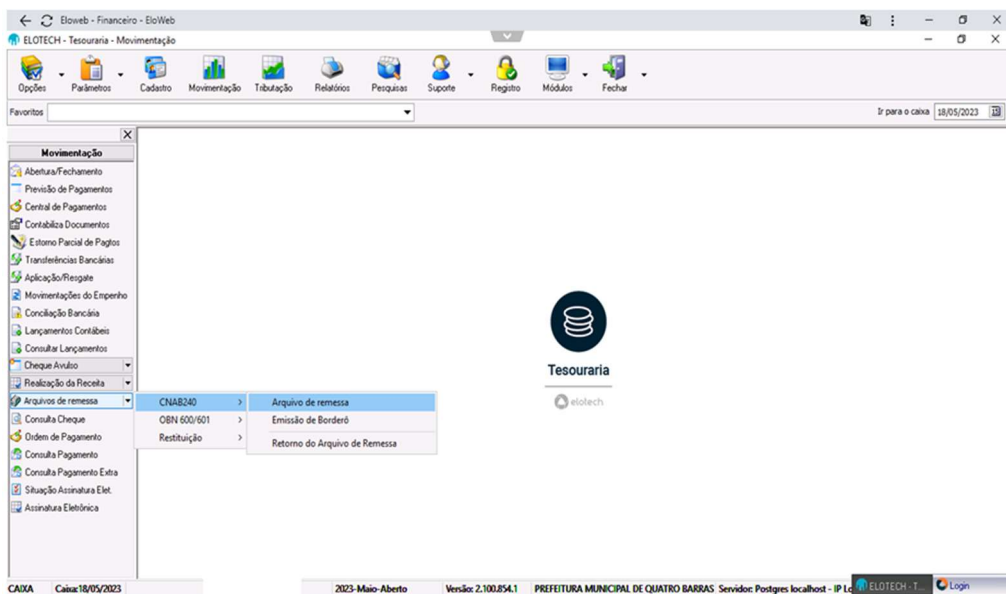 Eloweb - Financeiro - EloWeb
ELOTECH - Tesouraria - Movimentação
Opções Parâmetros Cadastro Movimentação Tributação Relatórios Pesquisas Suporte Registro Módulos Fechar
Favoritos
Ir para o caixa 18/05/2023
Movimentação
Abertura/Fechamento
Previsão de Pagamentos
Central de Pagamentos
Contabiliza Documentos
Estorno Parcial de Pagtos
Transferências Bancárias
Aplicação/Resgate
Movimentações do Empenho
Conciliação Bancária
Lançamentos Contábeis
Consultar Lançamentos
Cheque Avulso
Realização da Receita
Arquivos de remessa
Consulta Cheque
Ordem de Pagamento
Consulta Pagamento
Consulta Pagamento Extra
Situação Assinatura Elet.
Assinatura Eletrônica
CNAB240 >
OBN 600/601 >
Restituição >
Arquivo de remessa
Emissão de Borderô
Retorno do Arquivo de Remessa
Tesouraria
elotech
CAIXA Caixa: 18/05/2023 2023-Maio-Aberto Versão: 2.100.854.1 PREFEITURA MUNICIPAL DE QUATRO BARRAS Servidor: Postgres localhost - IP Lo
ELOTECH - T...
Login